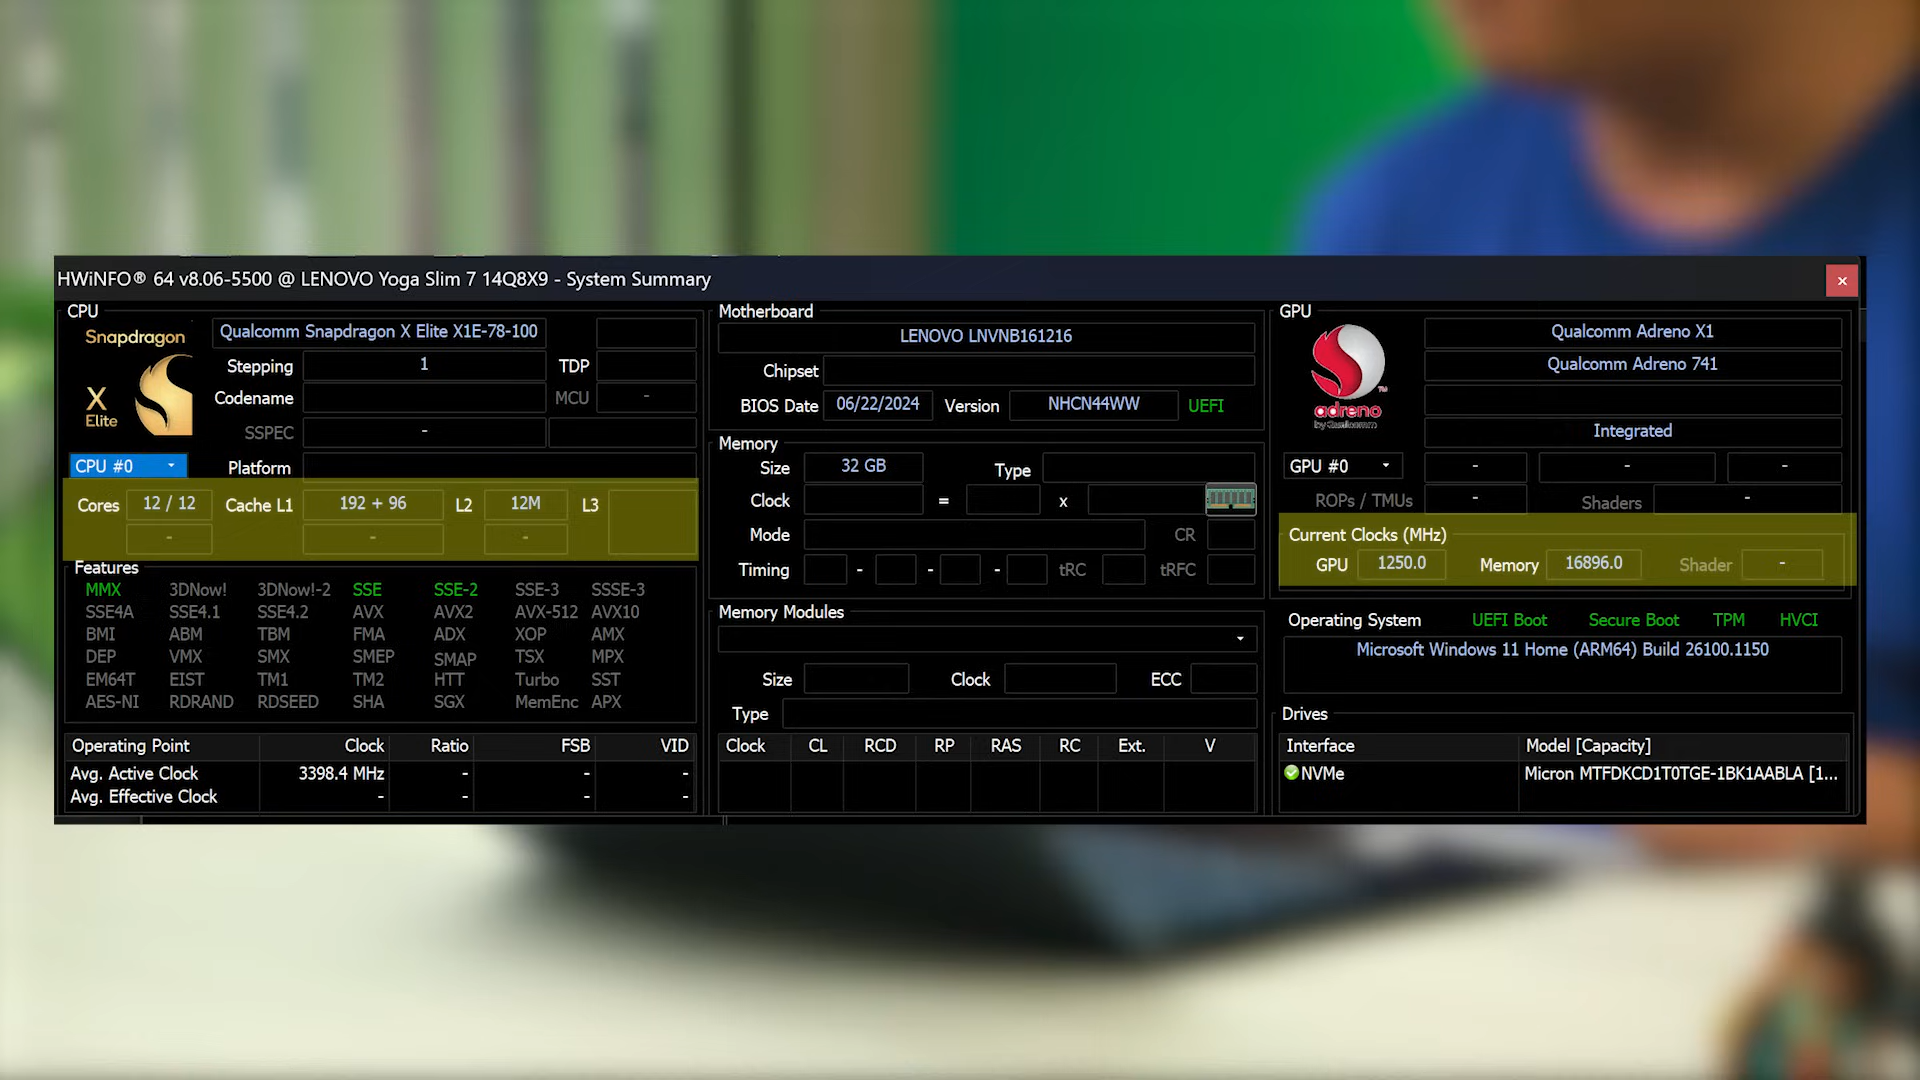 HWiNFO® 64 v8.06-5500 @ LENOVO Yoga Slim 7 14Q8X9 - System Summary
CPU
Snapdragon
X
Elite
Qualcomm Snapdragon X Elite X1E-78-100
Stepping 1 TDP
Codename MCU -
SSPEC -
CPU #0 Platform
Cores 12 / 12 Cache L1 192 + 96 L2 12M L3
- - -
Features
MMX 3DNow! 3DNow!-2 SSE SSE-2 SSE-3 SSSE-3
SSE4A SSE4.1 SSE4.2 AVX AVX2 AVX-512 AVX10
BMI ABM TBM FMA ADX XOP AMX
DEP VMX SMX SMEP SMAP TSX MPX
EM64T EIST TM1 TM2 HTT Turbo SST
AES-NI RDRAND RDSEED SHA SGX MemEnc APX
Operating Point Clock Ratio FSB VID
Avg. Active Clock 3398.4 MHz - - -
Avg. Effective Clock - - - -
Motherboard
LENOVO LNVNB161216
Chipset
BIOS Date 06/22/2024 Version NHCN44WW UEFI
Memory
Size 32 GB Type
Clock = x
Mode CR
Timing - - - tRC tRFC
Memory Modules
Size Clock ECC
Type
Clock CL RCD RP RAS RC Ext. V
GPU
adreno
by Qualcomm
™
Qualcomm Adreno X1
Qualcomm Adreno 741
Integrated
GPU #0 - - -
ROPs / TMUs - Shaders -
Current Clocks (MHz)
GPU 1250.0 Memory 16896.0 Shader -
Operating System UEFI Boot Secure Boot TPM HVCI
Microsoft Windows 11 Home (ARM64) Build 26100.1150
Drives
Interface Model [Capacity]
NVMe Micron MTFDKCD1T0TGE-1BK1AABLA [1...